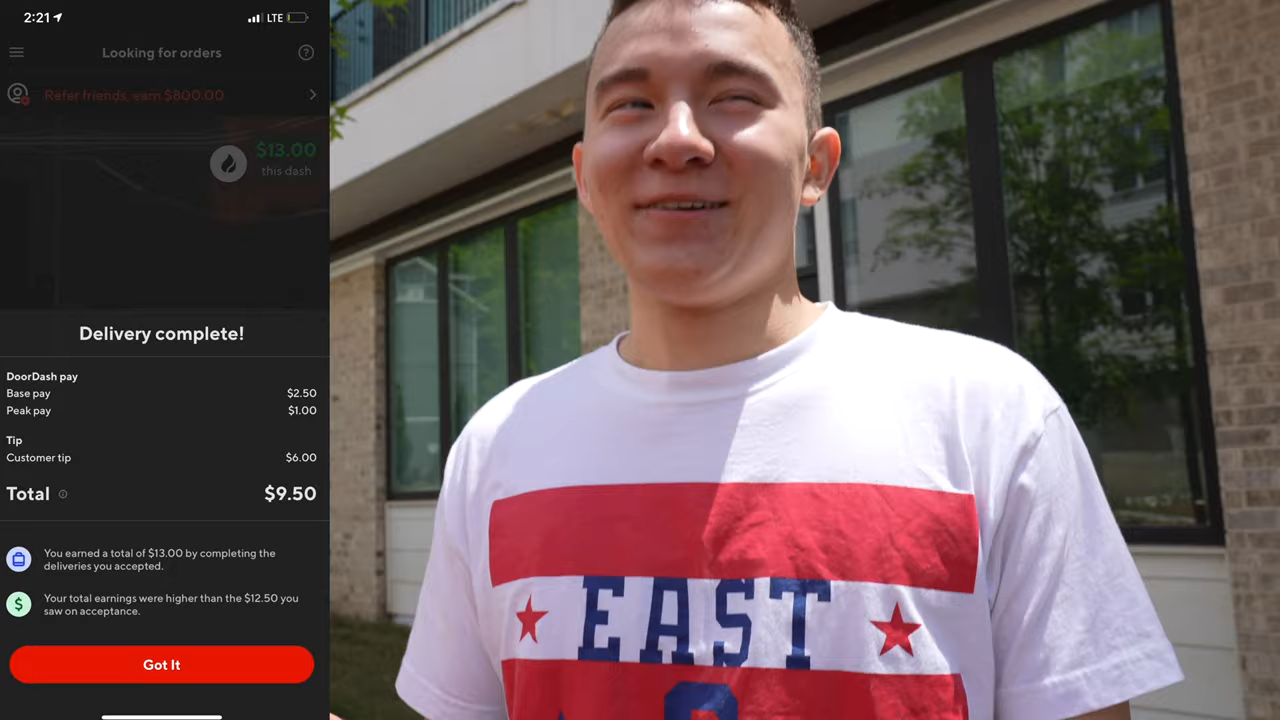 2:21
LTE
Looking for orders
Refer friends, earn $800.00
$13.00
this dash
Delivery complete!
DoorDash pay
Base pay $2.50
Peak pay $1.00
Tip
Customer tip $6.00
Total $9.50
You earned a total of $13.00 by completing the
deliveries you accepted.
Your total earnings were higher than the $12.50 you
saw on acceptance.
Got It
EAST